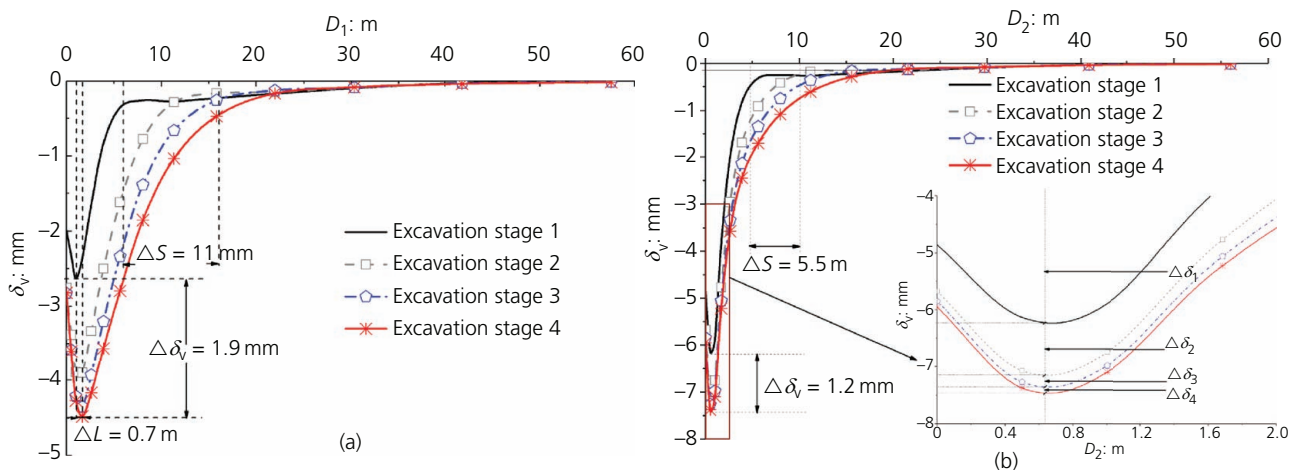 D₁: m
0 10 20 30 40 50 60
0
−1
−2
−3
−4
−5
δᵥ: mm
Excavation stage 1
Excavation stage 2
Excavation stage 3
Excavation stage 4
△S = 11 mm
△δᵥ = 1.9 mm
△L = 0.7 m
(a)
D₂: m
0 10 20 30 40 50 60
0
−1
−2
−3
−4
−5
−6
−7
−8
δᵥ: mm
Excavation stage 1
Excavation stage 2
Excavation stage 3
Excavation stage 4
△S = 5.5 m
△δᵥ = 1.2 mm
−4
−5
−6
−7
−8
δᵥ: mm
△δ₁
△δ₂
△δ₃
△δ₄
0 0.4 0.8 1.2 1.6 2.0
D₂: m
(b)